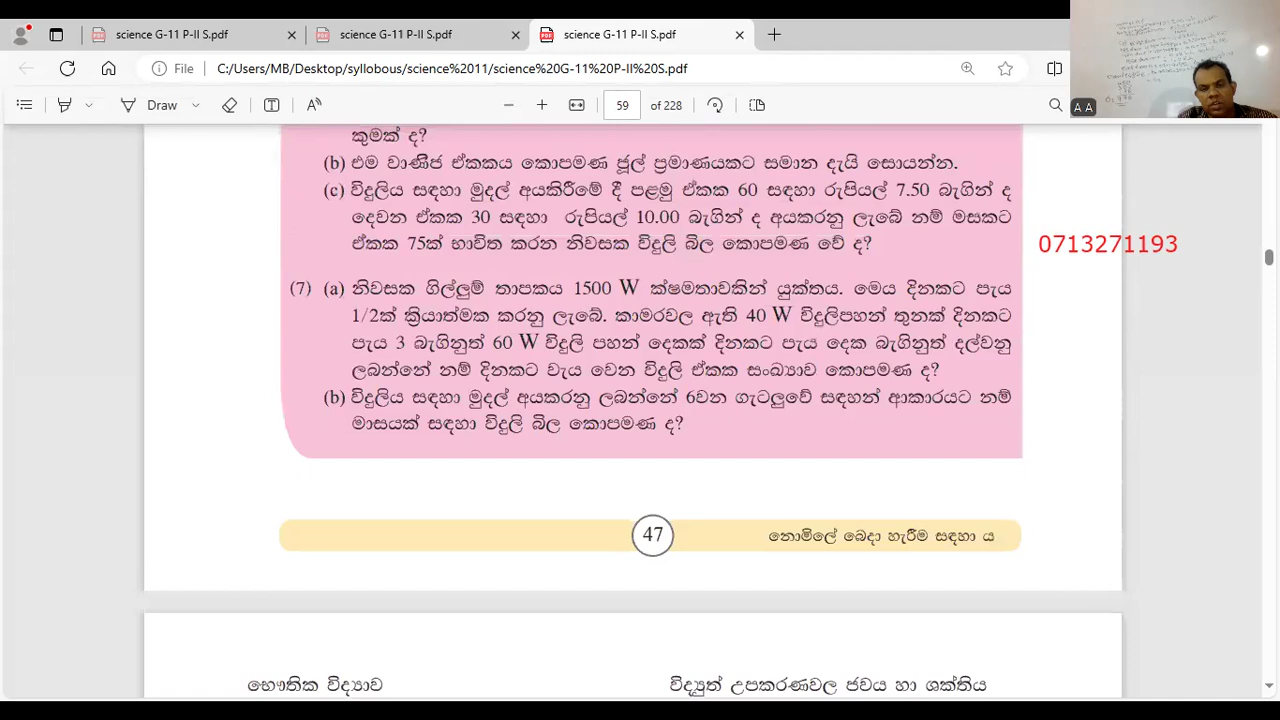 science G-11 P-II S.pdf
science G-11 P-II S.pdf
science G-11 P-II S.pdf
File
C:/Users/MB/Desktop/syllobous/scien /science%20G-11%20P-II%20S.pdf
Draw
59 of 228
A A
කුමක් ද?
(b) එම වාණිජ ඒකකය කොපමණ ජූල් ප්‍රමාණයකට සමාන දැයි සොයන්න.
(c) විදුලිය සඳහා මුදල් අයකිරීමේ දී පළමු ඒකක 60 සඳහා රුපියල් 7.50 බැගින් ද
දෙවන ඒකක 30 සඳහා රුපියල් 10.00 බැගින් ද අයකරනු ලැබේ නම් මසකට
ඒකක 75ක් භාවිත කරන නිවසක විදුලි බිල කොපමණ වේ ද?
0713271193
(7) (a) නිවසක ගිල්ලුම් තාපකය 1500 W ක්ෂමතාවකින් යුක්තය. මෙය දිනකට පැය
1/2ක් ක්‍රියාත්මක කරනු ලැබේ. කාමරවල ඇති 40 W විදුලිපහන් තුනක් දිනකට
පැය 3 බැගිනුත් 60 W විදුලි පහන් දෙකක් දිනකට පැය දෙක බැගිනුත් දල්වනු
ලබන්නේ නම් දිනකට වැය වෙන විදුලි ඒකක සංඛ්‍යාව කොපමණ ද?
(b) විදුලිය සඳහා මුදල් අයකරනු ලබන්නේ 6වන ගැටලුවේ සඳහන් ආකාරයට නම්
මාසයක් සඳහා විදුලි බිල කොපමණ ද?
47
නොමිලේ බෙදා හැරීම සඳහා ය
භෞතික විද්‍යාව
විද්‍යුත් උපකරණවල ජවය හා ශක්තිය